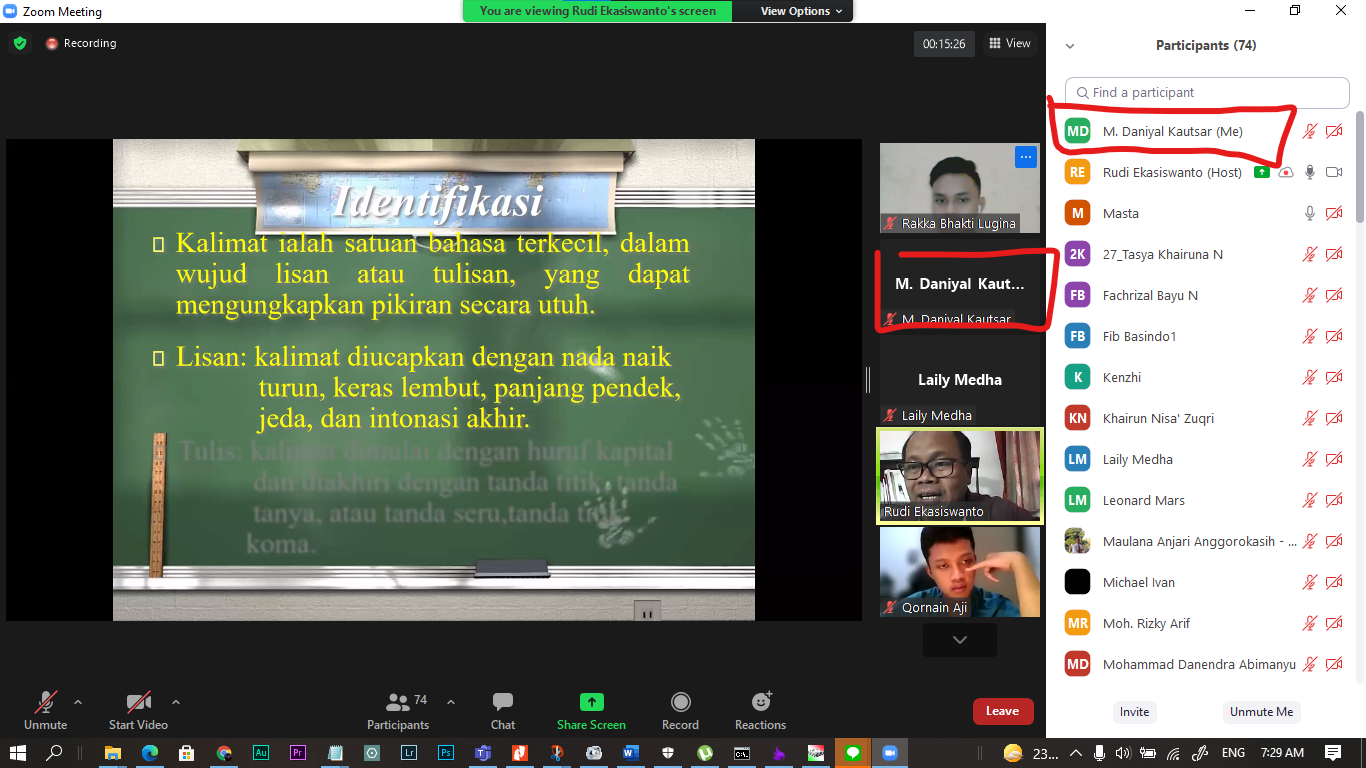 Zoom Meeting
You are viewing Rudi Ekasiswanto's screen
View Options
Recording
00:15:26
View
Identifikasi
Kalimat ialah satuan bahasa terkecil, dalam
wujud lisan atau tulisan, yang dapat
mengungkapkan pikiran secara utuh.
Lisan: kalimat diucapkan dengan nada naik
turun, keras lembut, panjang pendek,
jeda, dan intonasi akhir.
Tulis: kalimat dimulai dengan huruf kapital
dan diakhiri dengan tanda titik, tanda
tanya, atau tanda seru,tanda titik
koma.
Rakka Bhakti Lugina
M. Daniyal Kaut...
M. Daniyal Kautsar
Laily Medha
Laily Medha
Rudi Ekasiswanto
Qornain Aji
Participants (74)
Find a participant
MD M. Daniyal Kautsar (Me)
RE Rudi Ekasiswanto (Host)
M Masta
2K 27_Tasya Khairuna N
FB Fachrizal Bayu N
FB Fib Basindo1
K Kenzhi
KN Khairun Nisa' Zuqri
LM Laily Medha
LM Leonard Mars
Maulana Anjari Anggorokasih - ...
Michael Ivan
MR Moh. Rizky Arif
MD Mohammad Danendra Abimanyu
Invite
Unmute Me
Unmute
Start Video
74
Participants
Chat
Share Screen
Record
Reactions
Leave
Au
Pr
Lr
Ps
23...
ENG
7:29 AM